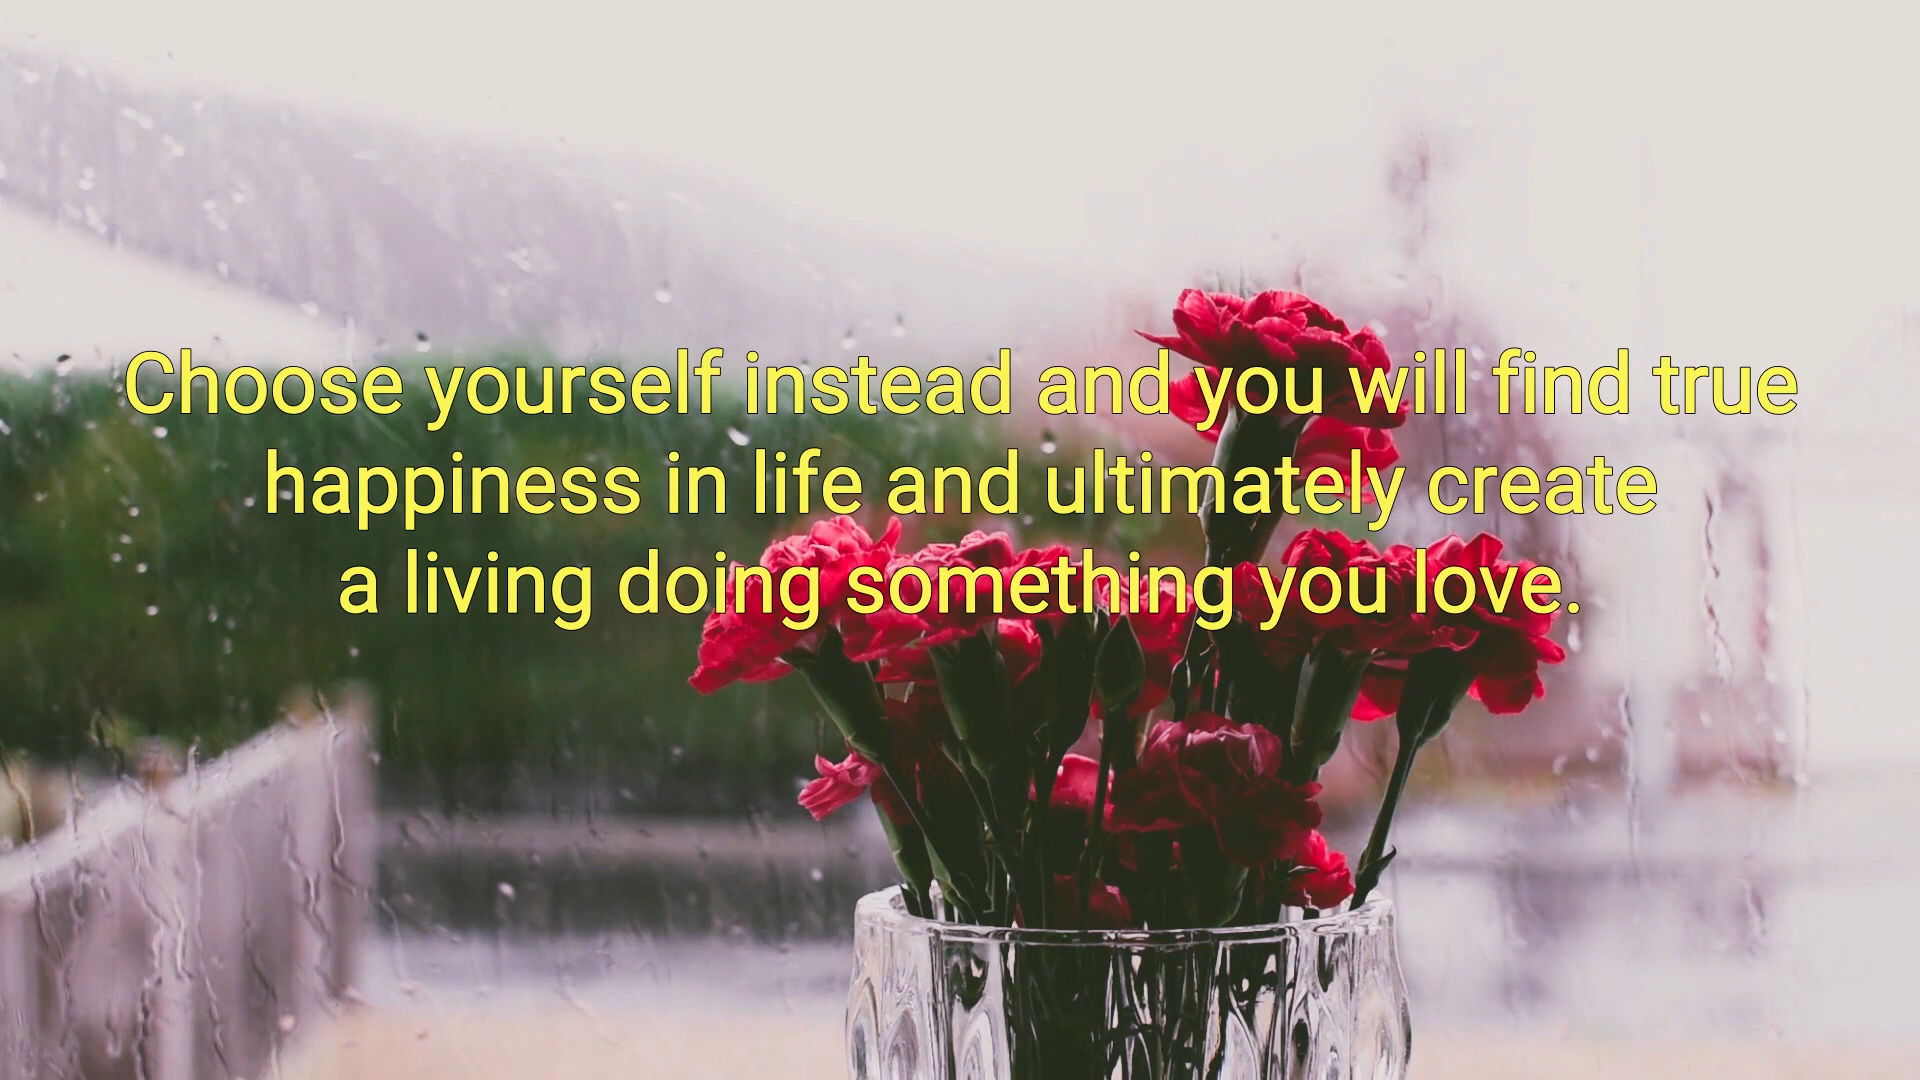 Choose yourself instead and you will find true
happiness in life and ultimately create
a living doing something you love.